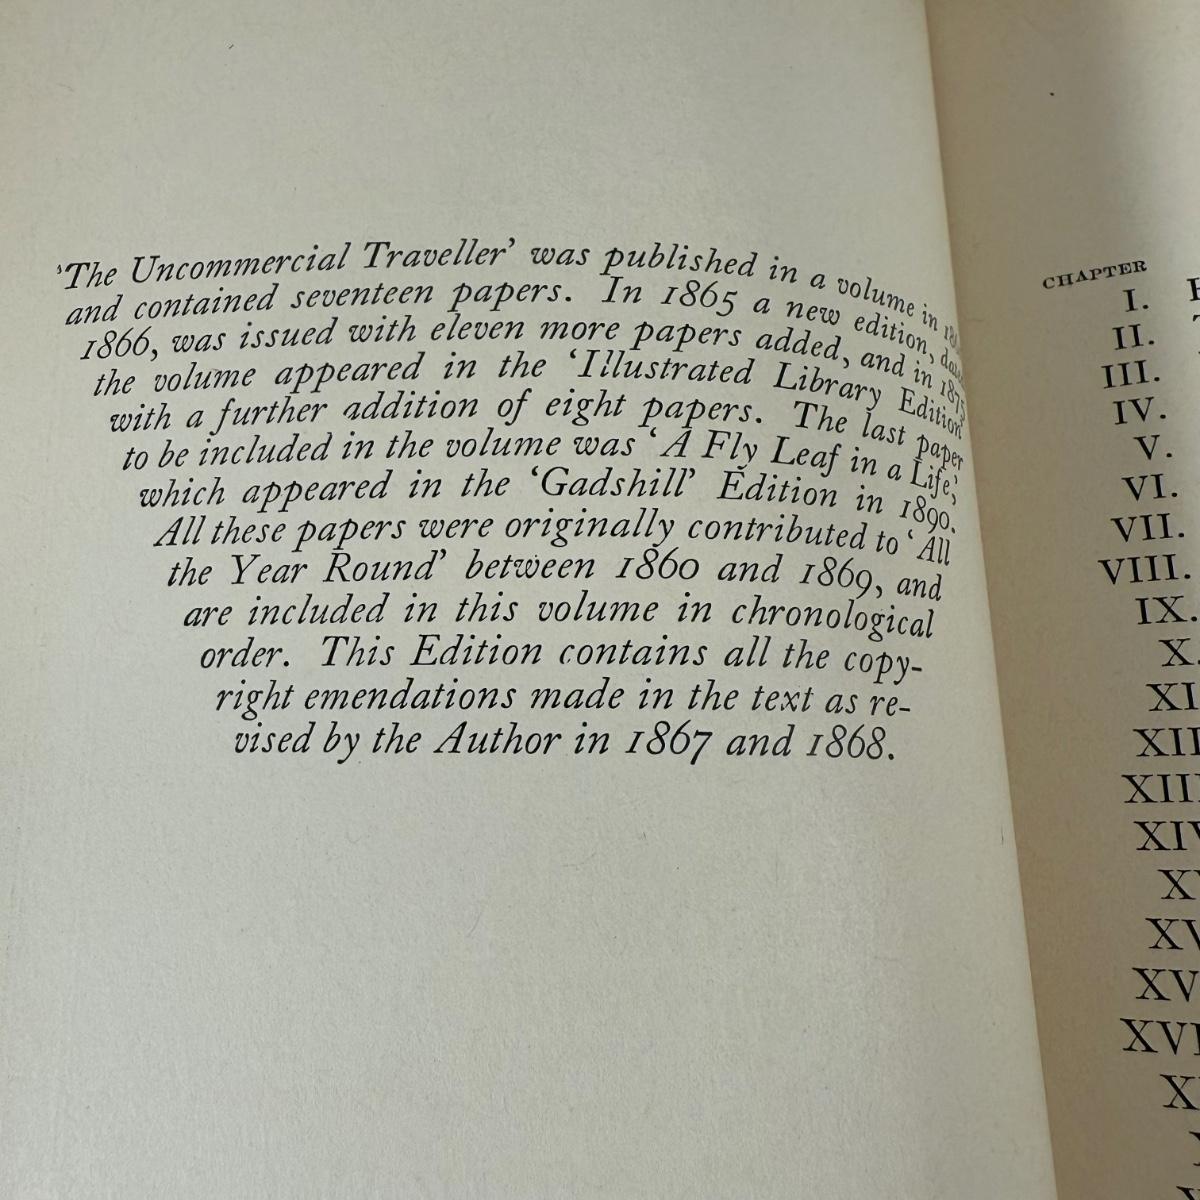 'The Uncommercial Traveller' was published in a volume in
and contained seventeen papers. In 1865 a new edition,
1866, was issued with eleven more papers added, and in 1875
the volume appeared in the 'Illustrated Library Edition'
with a further addition of eight papers. The last paper
to be included in the volume was 'A Fly Leaf in a Life,'
which appeared in the 'Gadshill' Edition in 1890.
All these papers were originally contributed to 'All
the Year Round' between 1860 and 1869, and
are included in this volume in chronological
order. This Edition contains all the copy-
right emendations made in the text as re-
vised by the Author in 1867 and 1868.
CHAPTER
I.
II.
III.
IV.
V.
VI.
VII.
VIII.
IX.
X.